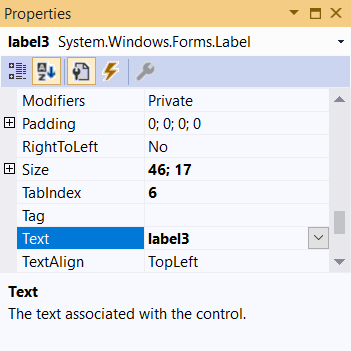 Properties
label3 System.Windows.Forms.Label
Modifiers Private
Padding 0; 0; 0; 0
RightToLeft No
Size 46; 17
TabIndex 6
Tag
Text label3
TextAlign TopLeft
Text
The text associated with the control.